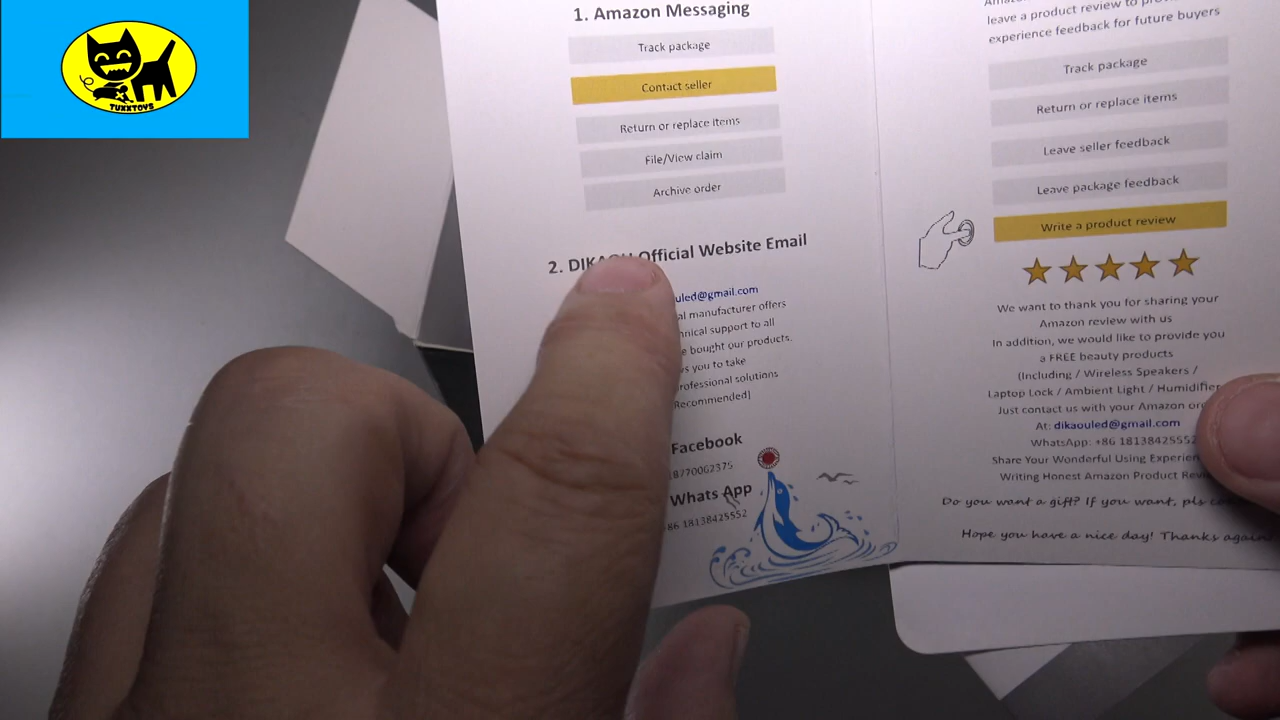 TUXXTOYS
1. Amazon Messaging
Track package
Contact seller
Return or replace items
File/View claim
Archive order
2. Official Website Email
uled@gmail.com
al manufacturer offers
hnical support to all
e bought our products.
ws you to take
rofessional solutions
Recommended]
Facebook
8770062375
Whats App
86 18138425552
leave a product review to
experience feedback for future buyers
Track package
Return or replace items
Leave seller feedback
Leave package feedback
Write a product review
We want to thank you for sharing your
Amazon review with us
In addition, we would like to provide you
a FREE beauty products
(Including / Wireless Speakers /
Laptop Lock / Ambient Light / Humidifier
Just contact us with your Amazon
At: dikaouled@gmail.com
WhatsApp: +86 18138425552
Share Your Wonderful Using
Writing Honest Amazon Product
Do you want a gift? If you want, pls
Hope you have a nice day! Thanks again